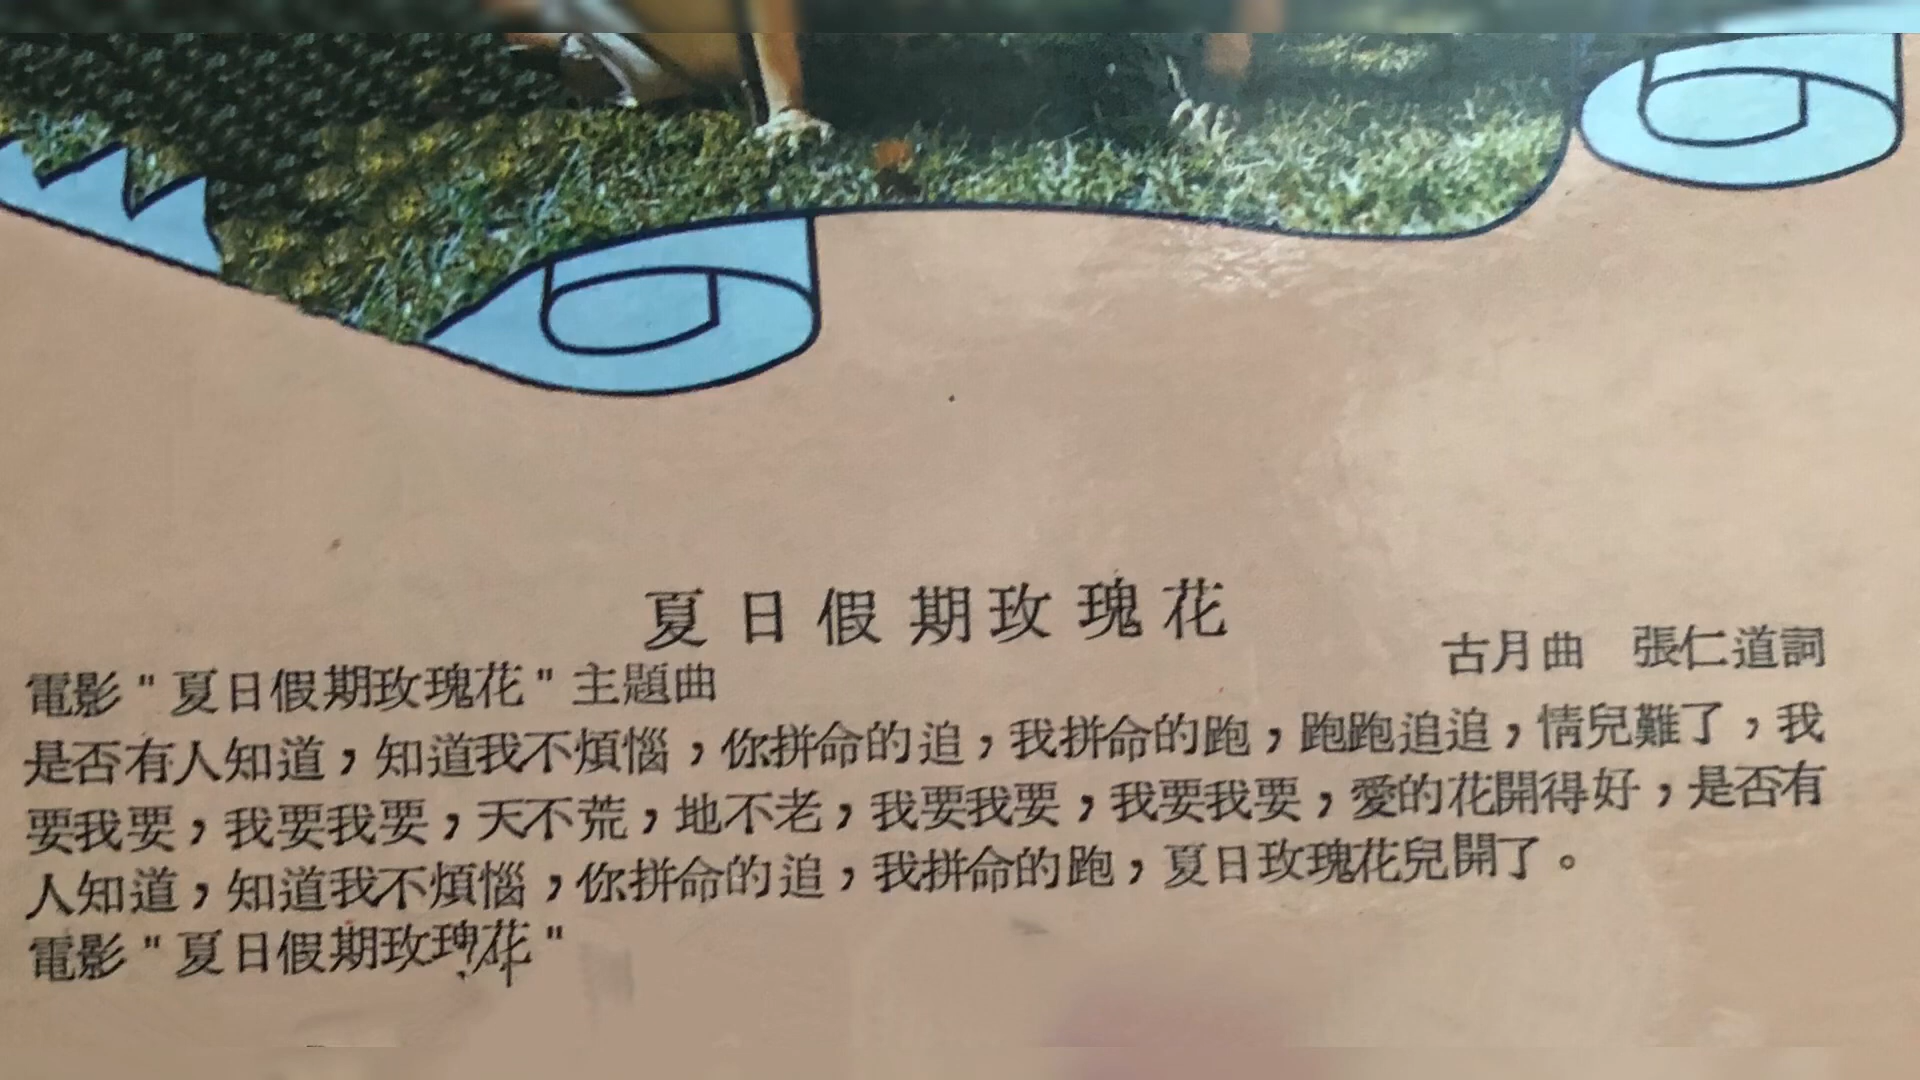 夏日假期玫瑰花
古月曲 張仁道詞
電影"夏日假期玫瑰花"主題曲
是否有人知道，知道我不煩惱，你拼命的追，我拼命的跑，跑跑追追，情兒難了，我
要我要，我要我要，天不荒，地不老，我要我要，我要我要，愛的花開得好，是否有
人知道，知道我不煩惱，你拼命的追，我拼命的跑，夏日玫瑰花兒開了。
電影"夏日假期玫瑰花"